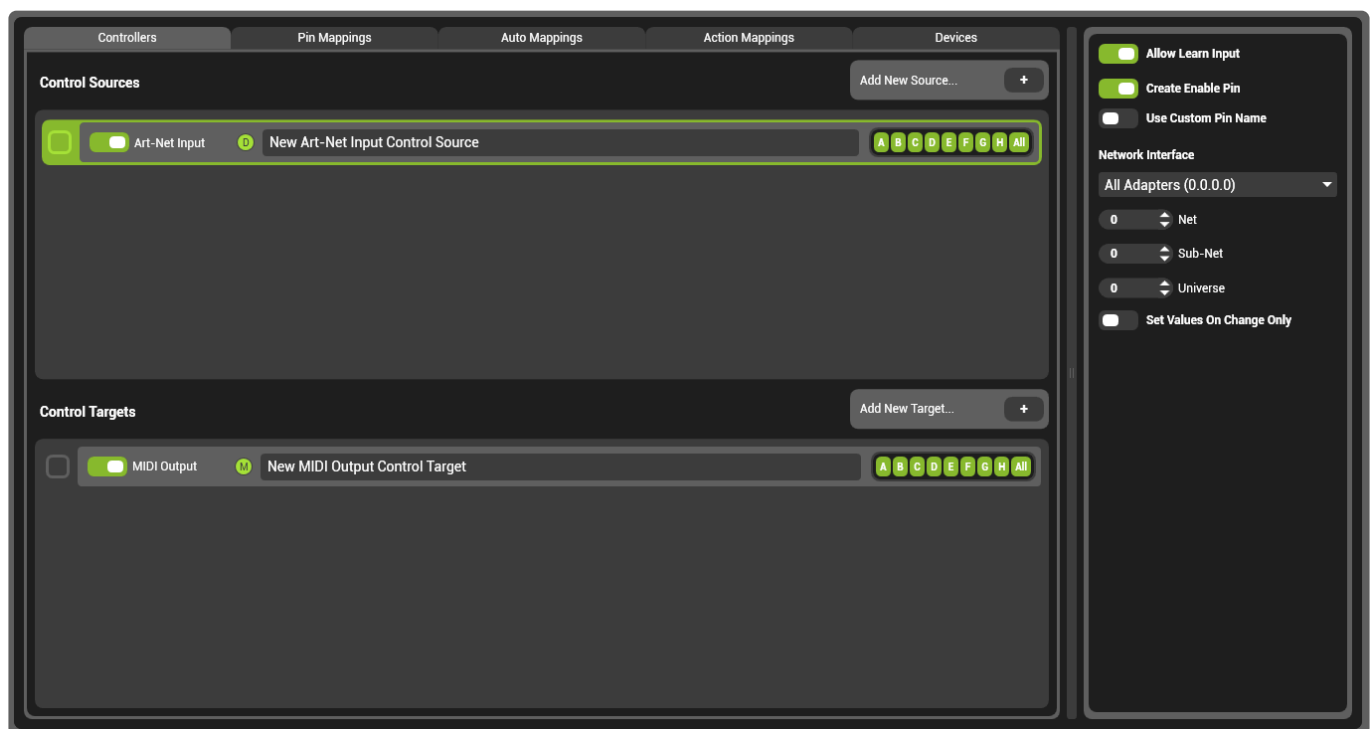 Controllers
Pin Mappings
Auto Mappings
Action Mappings
Devices
Control Sources
Add New Source...
+
Art-Net Input
D
New Art-Net Input Control Source
A B C D E F G H All
Control Targets
Add New Target...
+
MIDI Output
M
New MIDI Output Control Target
A B C D E F G H All
Allow Learn Input
Create Enable Pin
Use Custom Pin Name
Network Interface
All Adapters (0.0.0.0)
0 Net
0 Sub-Net
0 Universe
Set Values On Change Only